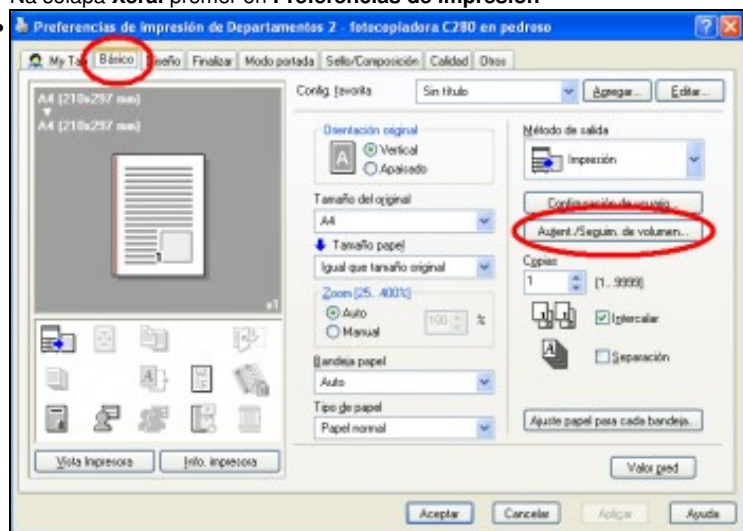 Na solapa Xeral premer en Preferencias de impresión
Preferencias de impresión de Departamentos 2 - fotocopiadora C280 en pedroso
My Tab Básico Diseño Finalizar Modo portada Sello/Composición Calidad Otros
A4 (210x297 mm)
A4 (210x297 mm)
x1
Vista Impresora
Info. impresora
Config. favorita
Sin título
Agregar...
Editar...
Orientación original
A
Vertical
Apaisado
Tamaño del original
A4
Tamaño papel
Igual que tamaño original
Zoom [25..400%]
Auto
Manual
100 %
Bandeja papel
Auto
Tipo de papel
Papel normal
Método de salida
Impresión
Configuración de usuario...
Autent./Seguim. de volumen...
Copias
1 [1..9999]
Intercalar
Separación
Ajuste papel para cada bandeja...
Valor pred
Aceptar
Cancelar
Aplicar
Ayuda